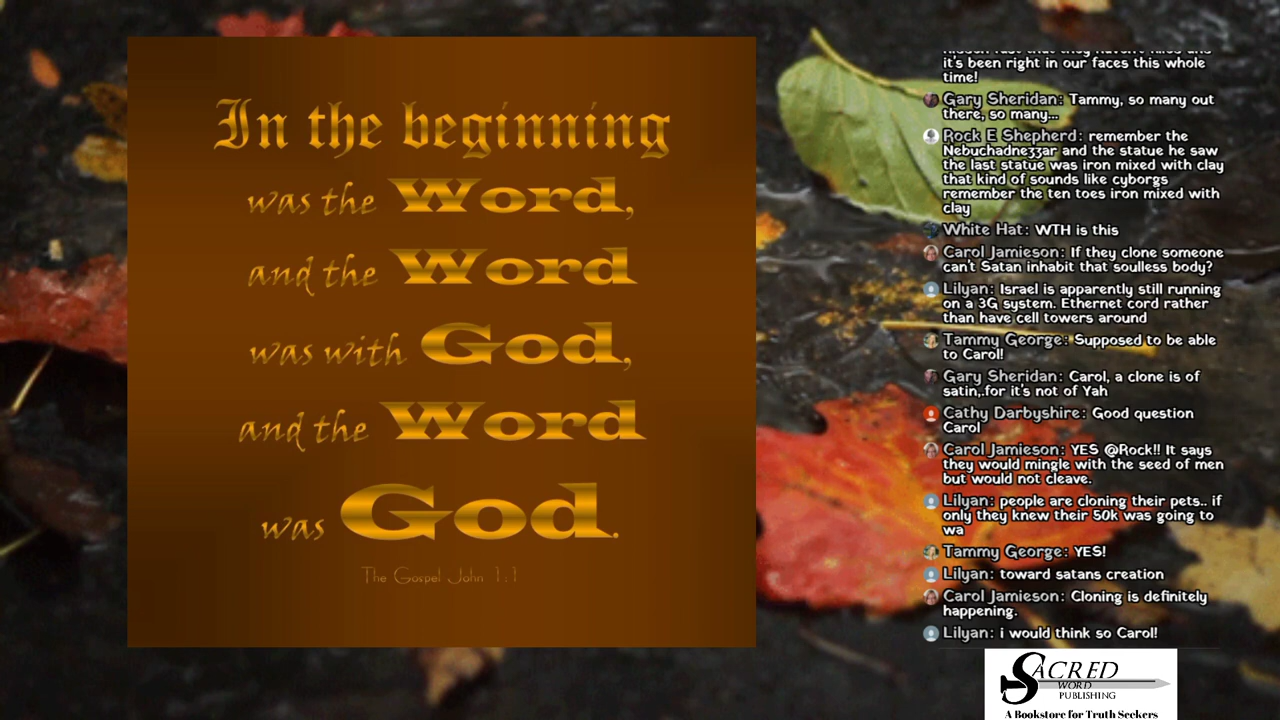 In the beginning
was the Word,
and the Word
was with God,
and the Word
was God.
The Gospel John 1:1
it's been right in our faces this whole
time!
Gary Sheridan: Tammy, so many out
there, so many...
Rock E Shepherd: remember the
Nebuchadnezzar and the statue he saw
the last statue was iron mixed with clay
that kind of sounds like cyborgs
remember the ten toes iron mixed with
clay
White Hat: WTH is this
Carol Jamieson: If they clone someone
can't Satan inhabit that soulless body?
Lilyan: Israel is apparently still running
on a 3G system. Ethernet cord rather
than have cell towers around
Tammy George: Supposed to be able
to Carol!
Gary Sheridan: Carol, a clone is of
satin,.for it's not of Yah
Cathy Darbyshire: Good question
Carol
Carol Jamieson: YES @Rock!! It says
they would mingle with the seed of men
but would not cleave.
Lilyan: people are cloning their pets.. if
only they knew their 50k was going to
wa
Tammy George: YES!
Lilyan: toward satans creation
Carol Jamieson: Cloning is definitely
happening.
Lilyan: i would think so Carol!
SACRED
WORD
PUBLISHING
A Bookstore for Truth Seekers